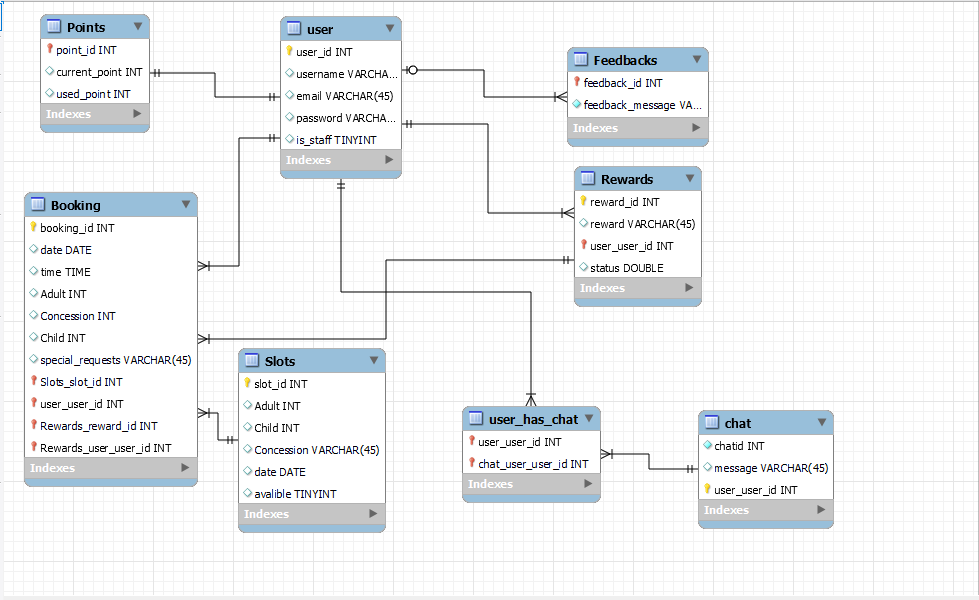 Points
point_id INT
current_point INT
used_point INT
Indexes
user
user_id INT
username VARCHA...
email VARCHAR(45)
password VARCHA...
is_staff TINYINT
Indexes
Feedbacks
feedback_id INT
feedback_message VA...
Indexes
Rewards
reward_id INT
reward VARCHAR(45)
user_user_id INT
status DOUBLE
Indexes
Booking
booking_id INT
date DATE
time TIME
Adult INT
Concession INT
Child INT
special_requests VARCHAR(45)
Slots_slot_id INT
user_user_id INT
Rewards_reward_id INT
Rewards_user_user_id INT
Indexes
Slots
slot_id INT
Adult INT
Child INT
Concession VARCHAR(45)
date DATE
avalible TINYINT
Indexes
user_has_chat
user_user_id INT
chat_user_user_id INT
Indexes
chat
chatid INT
message VARCHAR(45)
user_user_id INT
Indexes